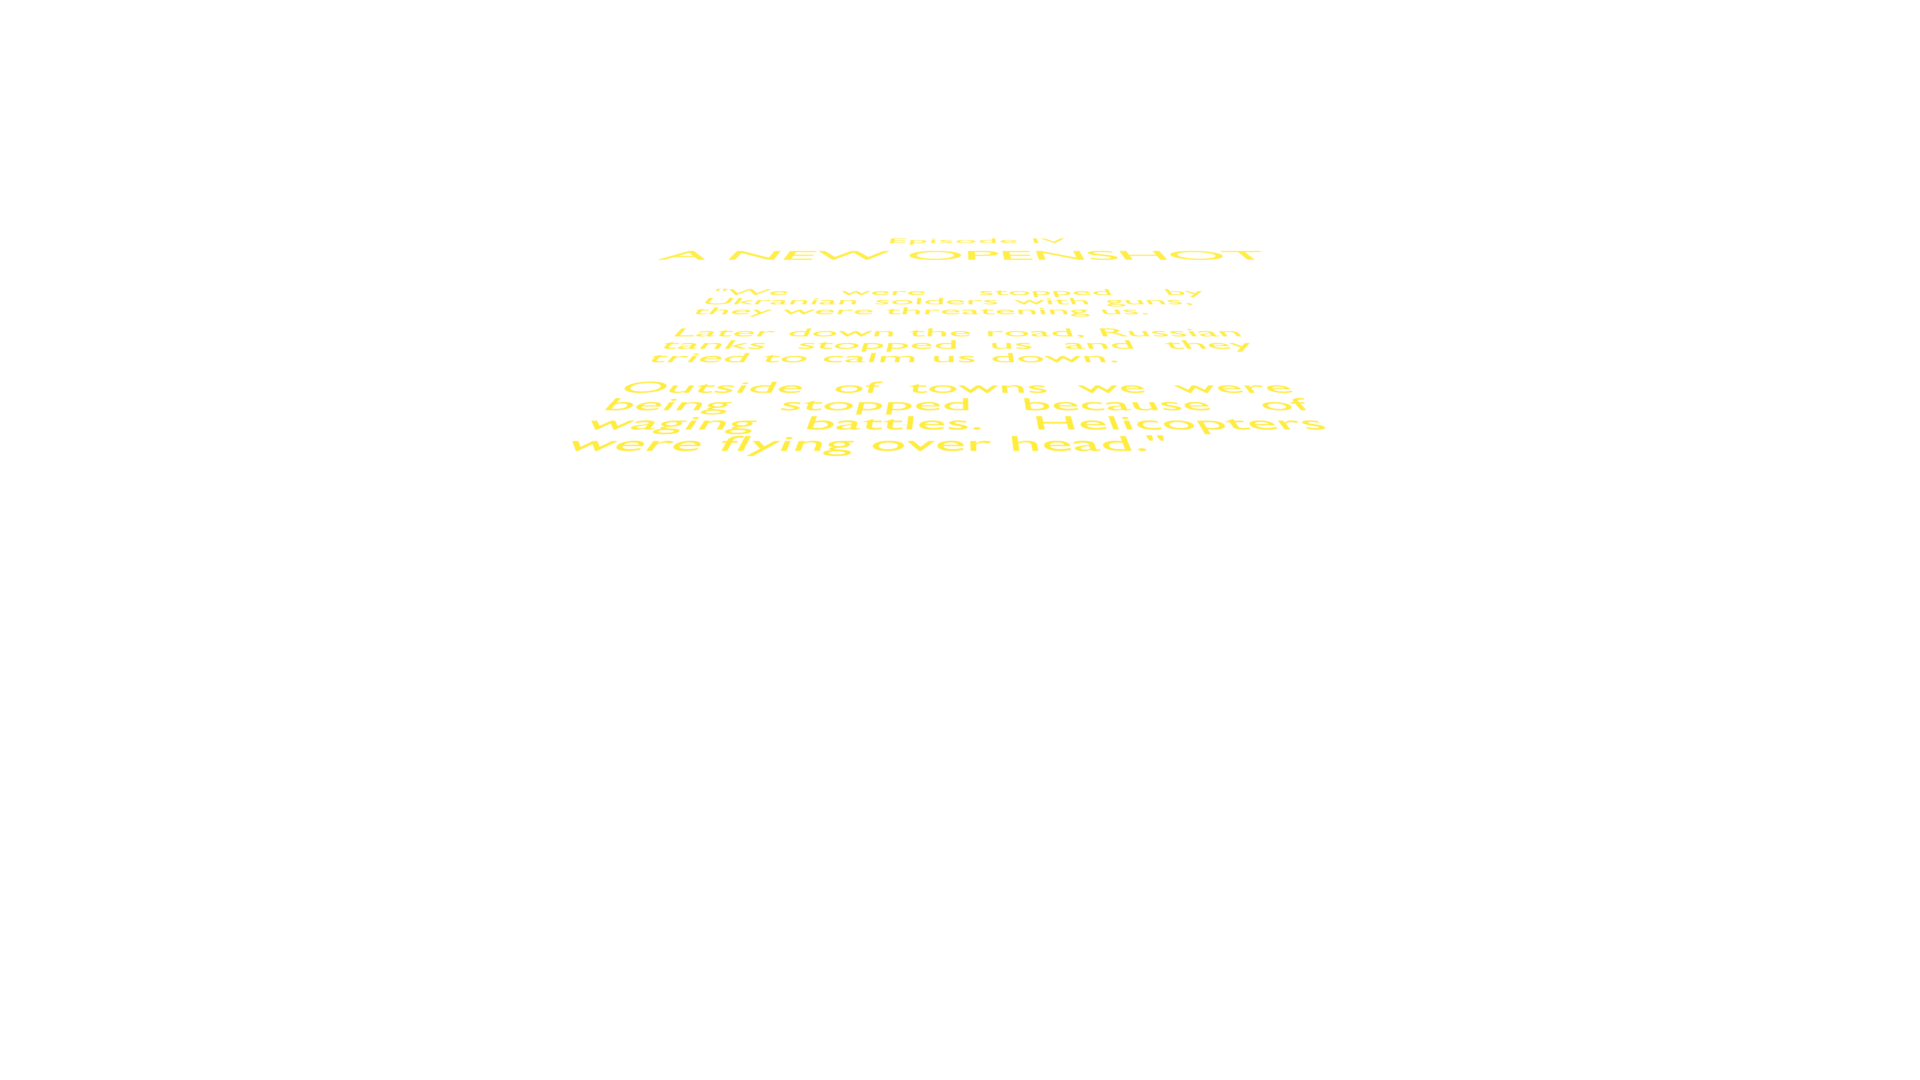 Episode IV
A NEW OPENSHOT
"We were stopped by
Ukranian solders with guns,
they were threatening us.
Later down the road, Russian
tanks stopped us and they
tried to calm us down.
Outside of towns we were
being stopped because of
waging battles. Helicopters
were flying over head."